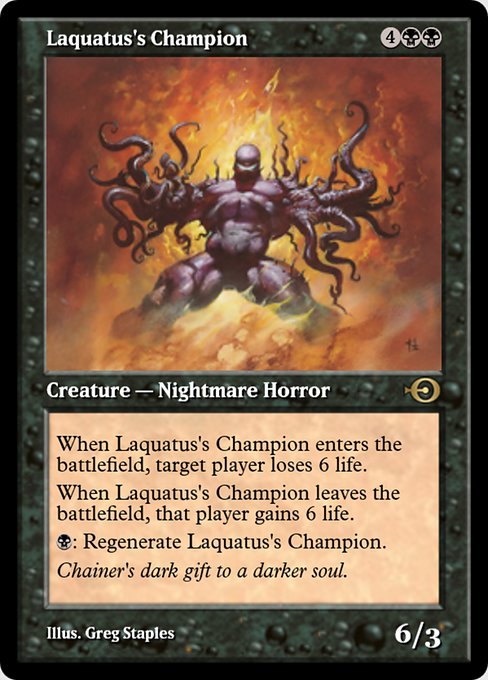 Laquatus's Champion 4
Creature — Nightmare Horror
When Laquatus's Champion enters the
battlefield, target player loses 6 life.
When Laquatus's Champion leaves the
battlefield, that player gains 6 life.
: Regenerate Laquatus's Champion.
Chainer's dark gift to a darker soul.
Illus. Greg Staples
6/3